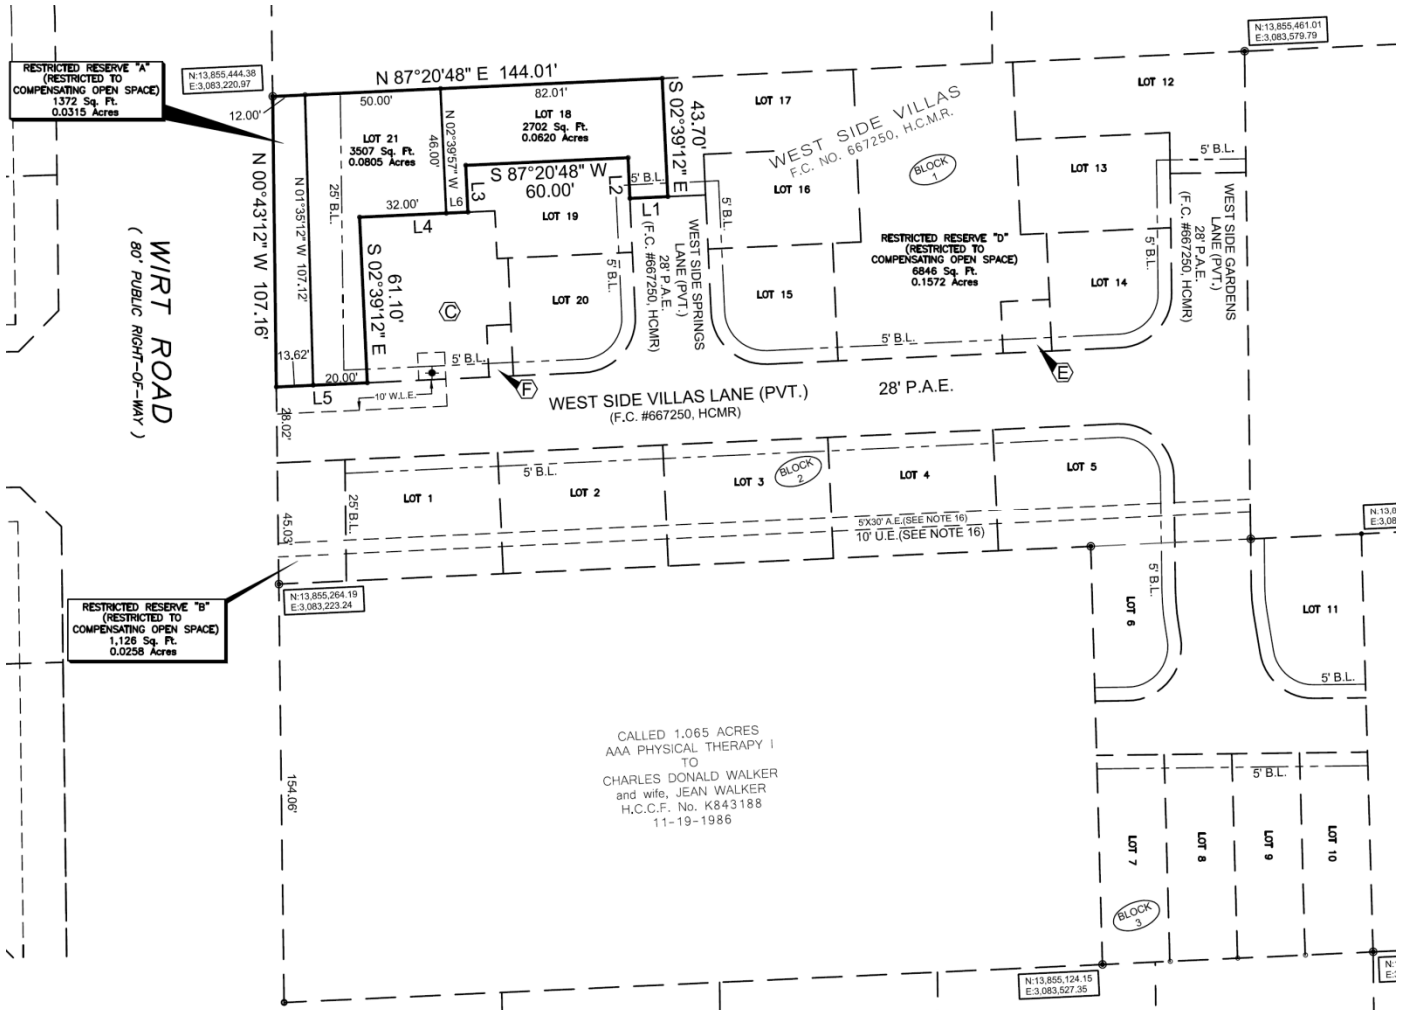 N:13,855,461.01
E:3,083,579.79
RESTRICTED RESERVE "A"
(RESTRICTED TO
COMPENSATING OPEN SPACE)
1372 Sq. Ft.
0.0315 Acres
N:13,855,444.38
E:3,083,220.97
N 87°20'48" E 144.01'
12.00'
50.00'
82.01'
LOT 21
3507 Sq. Ft.
0.0805 Acres
LOT 18
2702 Sq. Ft.
0.0620 Acres
N 02°39'57" W
46.00'
S 02°39'12" E
43.70'
LOT 17
WEST SIDE VILLAS
F.C. NO. 667250, H.C.M.R.
BLOCK
1
LOT 12
LOT 13
5' B.L.
S 87°20'48" W
60.00'
L3
L2
5' B.L.
L1
L6
32.00'
L4
LOT 19
LOT 16
5' B.L.
N 00°43'12" W 107.16'
N 01°35'12" W 107.12'
25' B.L.
S 02°39'12" E
61.10'
WEST SIDE SPRINGS
LANE (PVT.)
28' P.A.E.
(F.C. #667250, HCMR)
RESTRICTED RESERVE "D"
(RESTRICTED TO
COMPENSATING OPEN SPACE)
6846 Sq. Ft.
0.1572 Acres
WEST SIDE GARDENS
LANE (PVT.)
28' P.A.E.
(F.C. #667250, HCMR)
5' B.L.
LOT 14
LOT 15
LOT 20
5' B.L.
C
WIRT ROAD
( 80' PUBLIC RIGHT-OF-WAY )
13.62'
20.00'
L5
5' B.L.
5' B.L.
10' W.L.E.
F
E
WEST SIDE VILLAS LANE (PVT.)
(F.C. #667250, HCMR)
28' P.A.E.
28.02'
45.03'
25' B.L.
LOT 1
5' B.L.
LOT 2
LOT 3
BLOCK
2
LOT 4
5' B.L.
LOT 5
5'X30' A.E.(SEE NOTE 16)
10' U.E.(SEE NOTE 16)
N:13,8
E:3,08
N:13,855,264.19
E:3,083,223.24
RESTRICTED RESERVE "B"
(RESTRICTED TO
COMPENSATING OPEN SPACE)
1,126 Sq. Ft.
0.0258 Acres
LOT 6
5' B.L.
LOT 11
5' B.L.
CALLED 1.065 ACRES
AAA PHYSICAL THERAPY I
TO
CHARLES DONALD WALKER
and wife, JEAN WALKER
H.C.C.F. No. K843188
11-19-1986
154.06'
5' B.L.
LOT 7
LOT 8
LOT 9
LOT 10
BLOCK
3
N:13,855,124.15
E:3,083,527.35
N:
E: